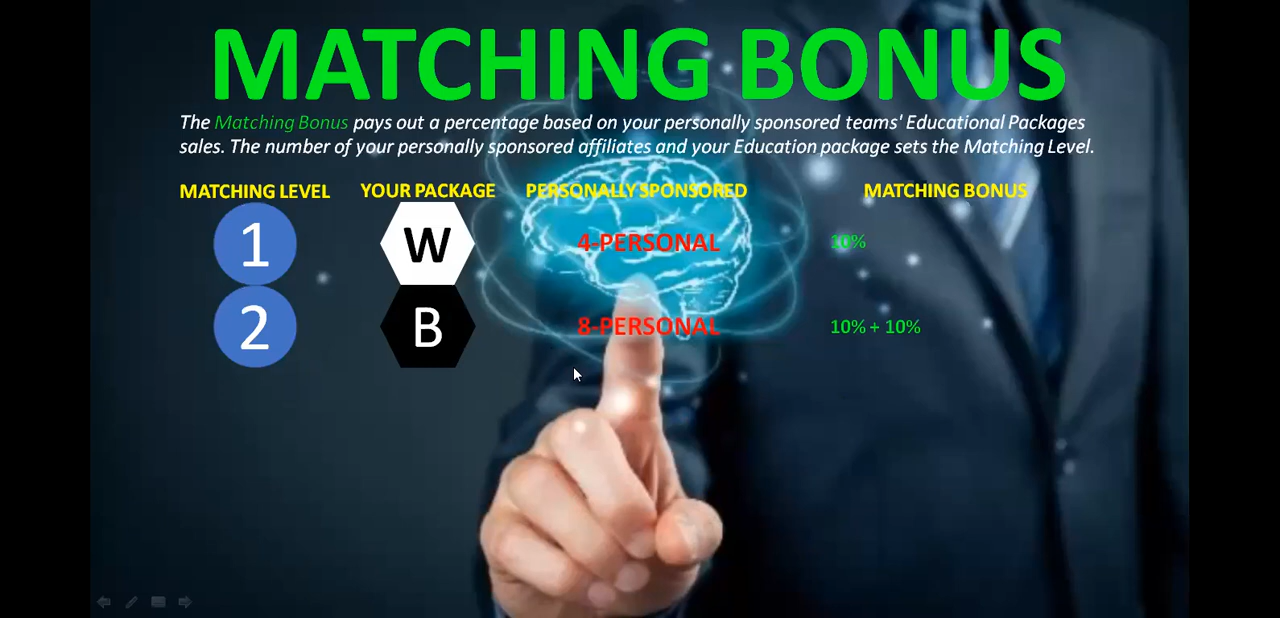 MATCHING BONUS
The Matching Bonus pays out a percentage based on your personally sponsored teams' Educational Packages
sales. The number of your personally sponsored affiliates and your Education package sets the Matching Level.
MATCHING LEVEL YOUR PACKAGE PERSONALLY SPONSORED MATCHING BONUS
1 W 4-PERSONAL 10%
2 B 8-PERSONAL 10% + 10%